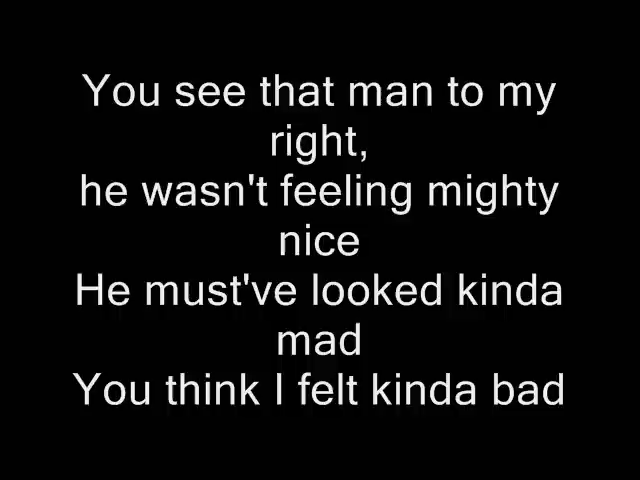 You see that man to my
right,
he wasn't feeling mighty
nice
He must've looked kinda
mad
You think I felt kinda bad